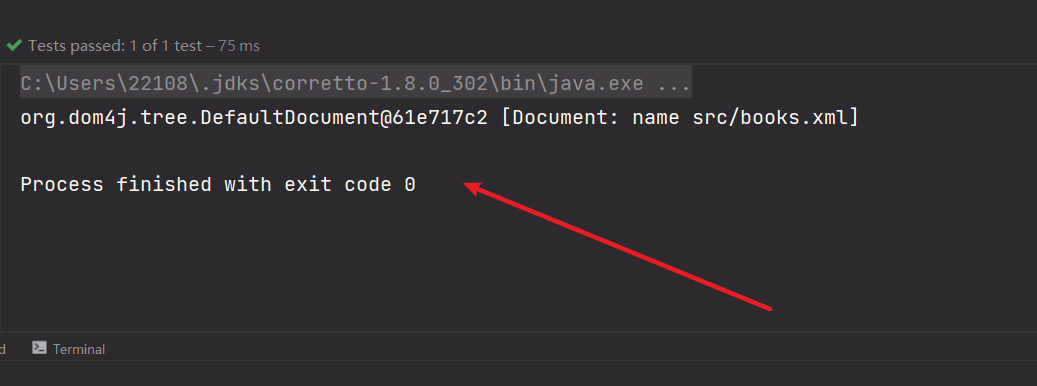 Tests passed: 1 of 1 test – 75 ms
C:\Users\22108\.jdks\corretto-1.8.0_302\bin\java.exe ...
org.dom4j.tree.DefaultDocument@61e717c2 [Document: name src/books.xml]
Process finished with exit code 0
Terminal